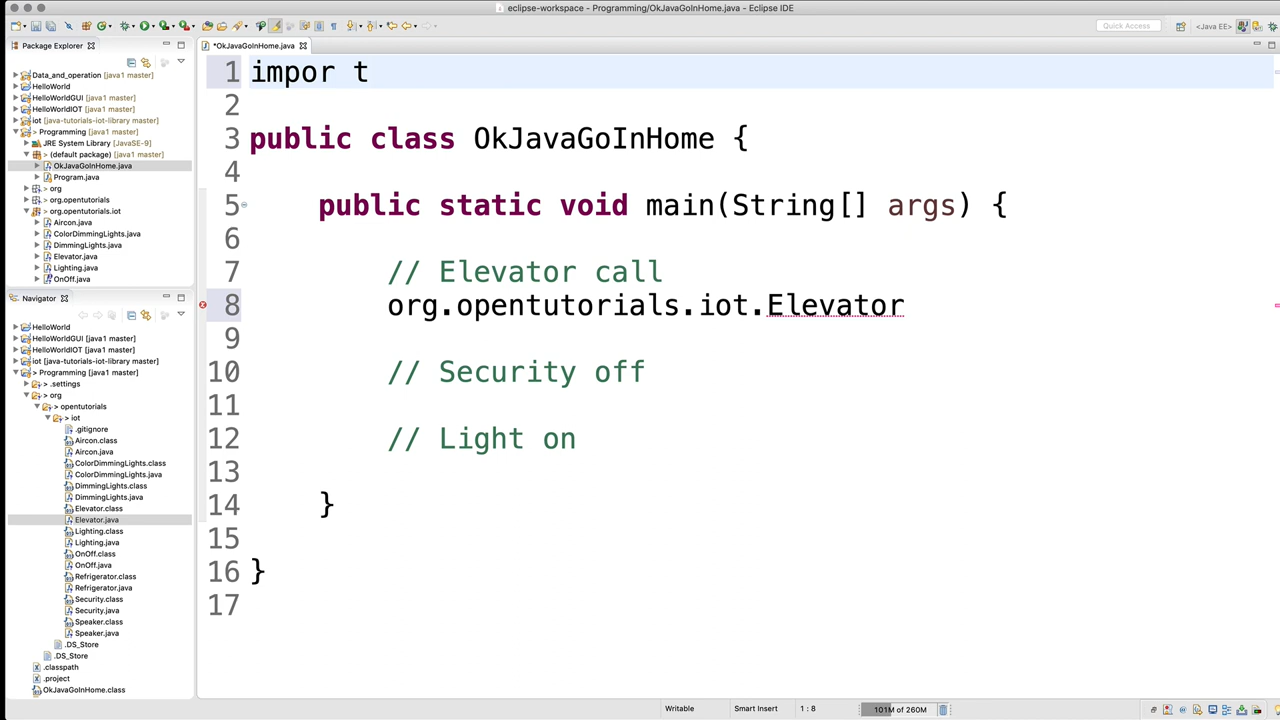 eclipse-workspace - Programming/OkJavaGoInHome.java - Eclipse IDE
Quick Access
<Java EE>
Package Explorer
Data_and_operation [java1 master]
HelloWorld
HelloWorldGUI [java1 master]
HelloWorldIOT [java1 master]
iot [java-tutorials-iot-library master]
> Programming [java1 master]
JRE System Library [JavaSE-9]
> (default package) [java1 master]
OkJavaGoInHome.java
Program.java
> org
org.opentutorials
> org.opentutorials.iot
Aircon.java
ColorDimmingLights.java
DimmingLights.java
Elevator.java
Lighting.java
OnOff.java
Navigator
HelloWorld
HelloWorldGUI [java1 master]
HelloWorldIOT [java1 master]
iot [java-tutorials-iot-library master]
> Programming [java1 master]
> .settings
> org
> opentutorials
> iot
.gitignore
Aircon.class
Aircon.java
ColorDimmingLights.class
ColorDimmingLights.java
DimmingLights.class
DimmingLights.java
Elevator.class
Elevator.java
Lighting.class
Lighting.java
OnOff.class
OnOff.java
Refrigerator.class
Refrigerator.java
Security.class
Security.java
Speaker.class
Speaker.java
.DS_Store
.DS_Store
.classpath
.project
OkJavaGoInHome.class
*OkJavaGoInHome.java
1 impor t
2
3 public class OkJavaGoInHome {
4
5 public static void main(String[] args) {
6
7 // Elevator call
8 org.opentutorials.iot.Elevator
9
10 // Security off
11
12 // Light on
13
14 }
15
16 }
17
Writable
Smart Insert
1 : 8
101M of 260M